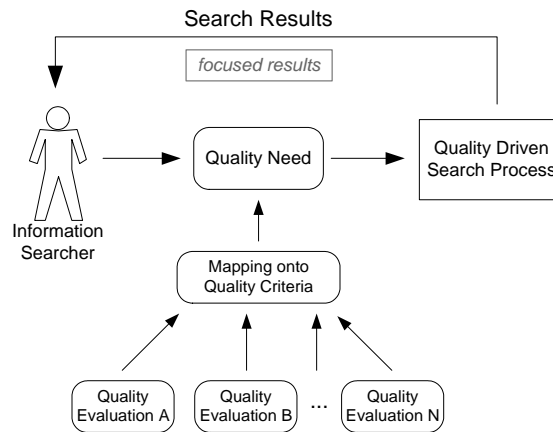 Search Results
focused results
Quality Need
Quality Driven
Search Process
Information
Searcher
Mapping onto
Quality Criteria
Quality
Evaluation A
Quality
Evaluation B
...
Quality
Evaluation N